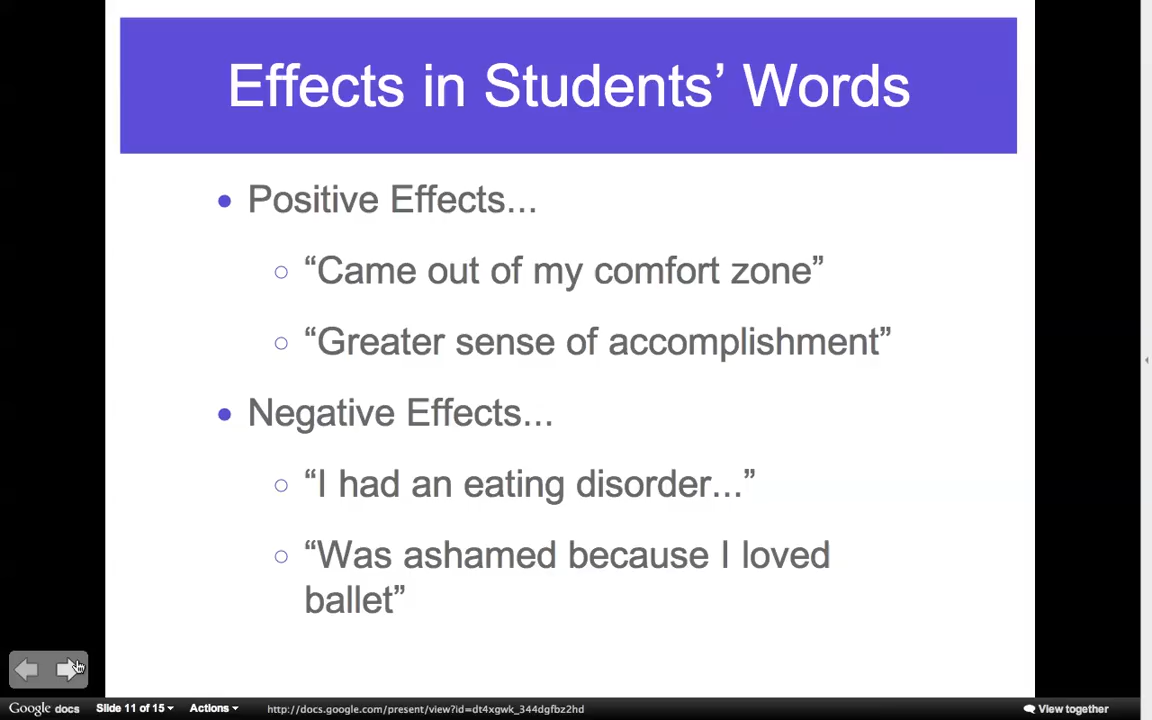 Effects in Students’ Words
• Positive Effects...
○ “Came out of my comfort zone”
○ “Greater sense of accomplishment”
• Negative Effects...
○ “I had an eating disorder...”
○ “Was ashamed because I loved
ballet”
Google docs Slide 11 of 15 Actions http://docs.google.com/present/view?id=dt4xgwk_344dgfbz2hd View together